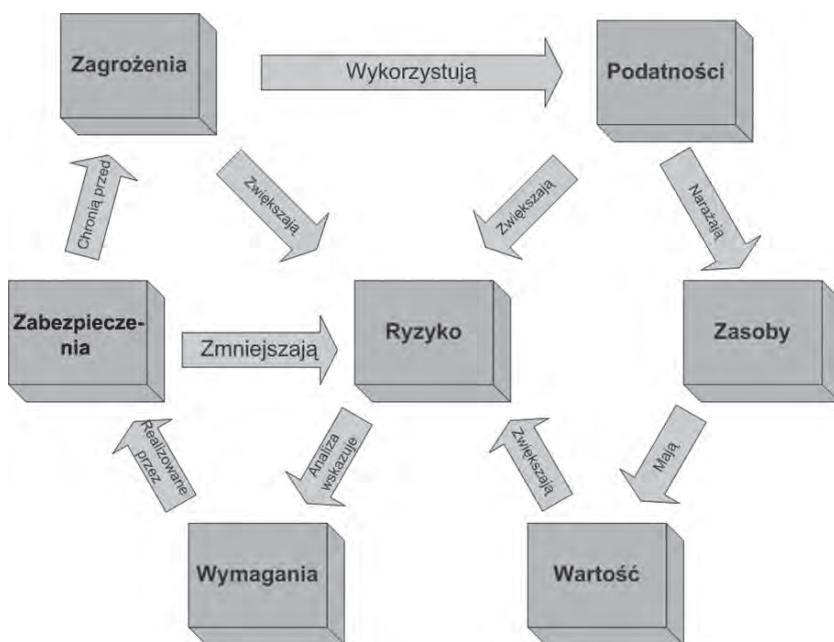 Zagrożenia
Wykorzystują
Podatności
Chronią przed
Zwiększają
Zwiększają
Narażają
Zabezpiecze-
nia
Zmniejszają
Ryzyko
Zasoby
Realizowane
przez
Analiza
wskazuje
Zwiększają
Mają
Wymagania
Wartość